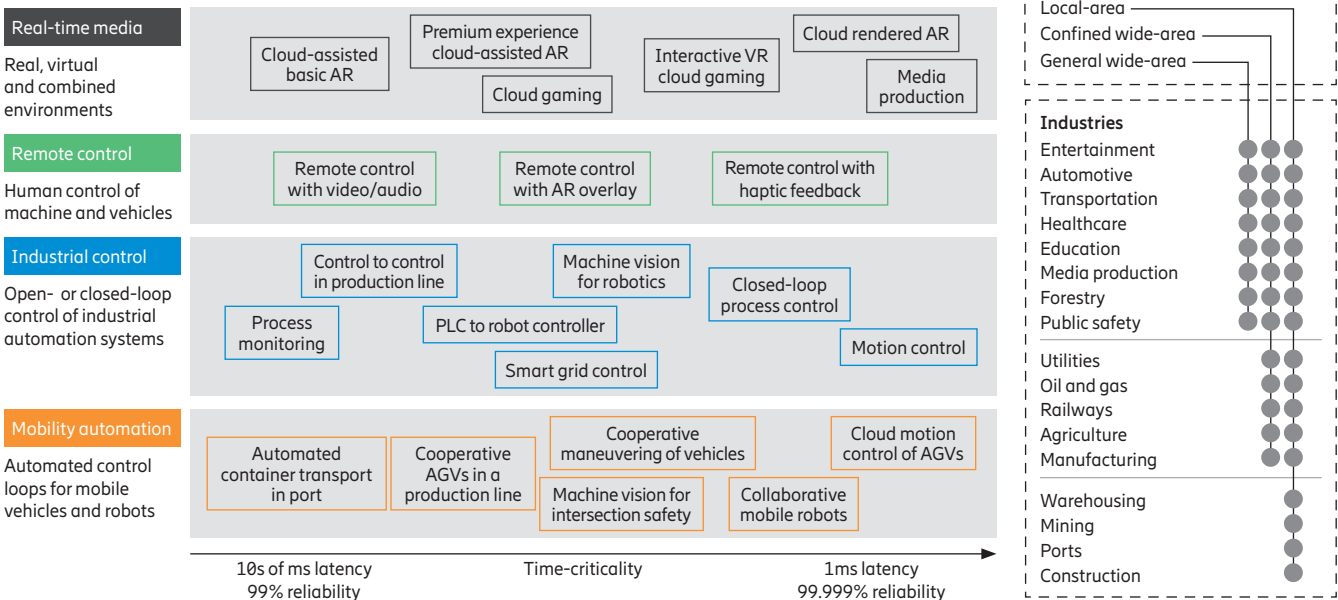 Real-time media
Real, virtual
and combined
environments
Cloud-assisted
basic AR
Premium experience
cloud-assisted AR
Cloud gaming
Interactive VR
cloud gaming
Cloud rendered AR
Media
production
Remote control
Human control of
machine and vehicles
Remote control
with video/audio
Remote control
with AR overlay
Remote control with
haptic feedback
Industrial control
Open- or closed-loop
control of industrial
automation systems
Control to control
in production line
Process
monitoring
PLC to robot controller
Smart grid control
Machine vision
for robotics
Closed-loop
process control
Motion control
Mobility automation
Automated control
loops for mobile
vehicles and robots
Automated
container transport
in port
Cooperative
AGVs in a
production line
Cooperative
maneuvering of vehicles
Machine vision for
intersection safety
Collaborative
mobile robots
Cloud motion
control of AGVs
10s of ms latency
99% reliability
Time-criticality
1ms latency
99.999% reliability
Local-area
Confined wide-area
General wide-area
Industries
Entertainment
Automotive
Transportation
Healthcare
Education
Media production
Forestry
Public safety
Utilities
Oil and gas
Railways
Agriculture
Manufacturing
Warehousing
Mining
Ports
Construction